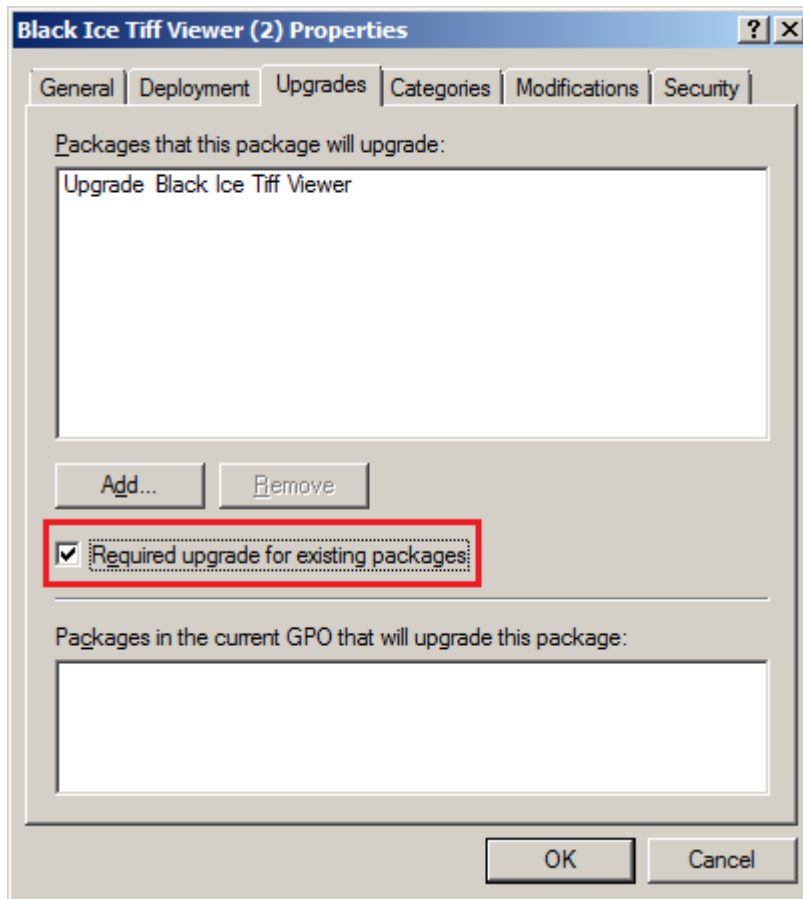 Black Ice Tiff Viewer (2) Properties
General Deployment Upgrades Categories Modifications Security
Packages that this package will upgrade:
Upgrade Black Ice Tiff Viewer
Add... Remove
Required upgrade for existing packages
Packages in the current GPO that will upgrade this package:
OK Cancel